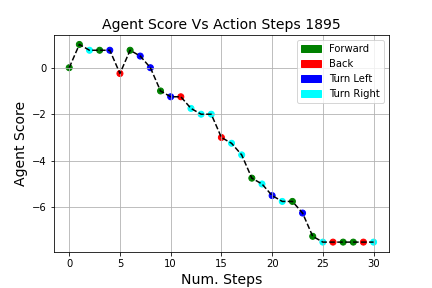 Agent Score Vs Action Steps 1895
Forward
Back
Turn Left
Turn Right
Agent Score
0
−2
−4
−6
0 5 10 15 20 25 30
Num. Steps